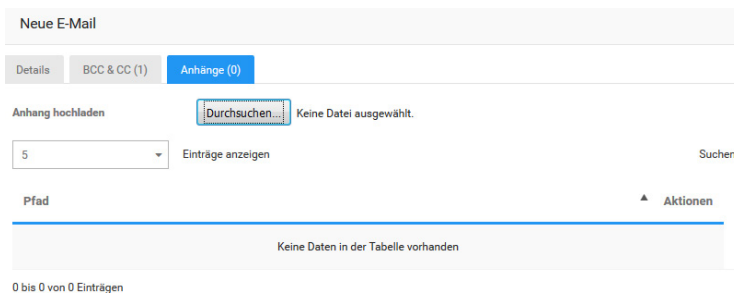 Neue E-Mail
Details BCC & CC (1) Anhänge (0)
Anhang hochladen Durchsuchen... Keine Datei ausgewählt.
5 Einträge anzeigen Suchen
Pfad Aktionen
Keine Daten in der Tabelle vorhanden
0 bis 0 von 0 Einträgen